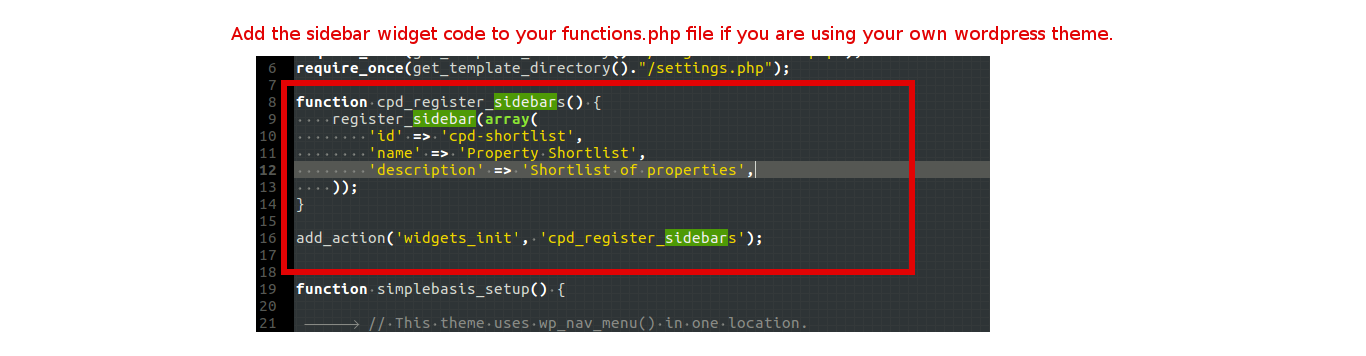 Add the sidebar widget code to your functions.php file if you are using your own wordpress theme.
6 require_once(get_template_directory()."/settings.php");
7
8 function cpd_register_sidebars() {
9 register_sidebar(array(
10 'id' => 'cpd-shortlist',
11 'name' => 'Property Shortlist',
12 'description' => 'Shortlist of properties',
13 ));
14 }
15
16 add_action('widgets_init', 'cpd_register_sidebars');
17
18
19 function simplebasis_setup() {
20
21 // This theme uses wp_nav_menu() in one location.